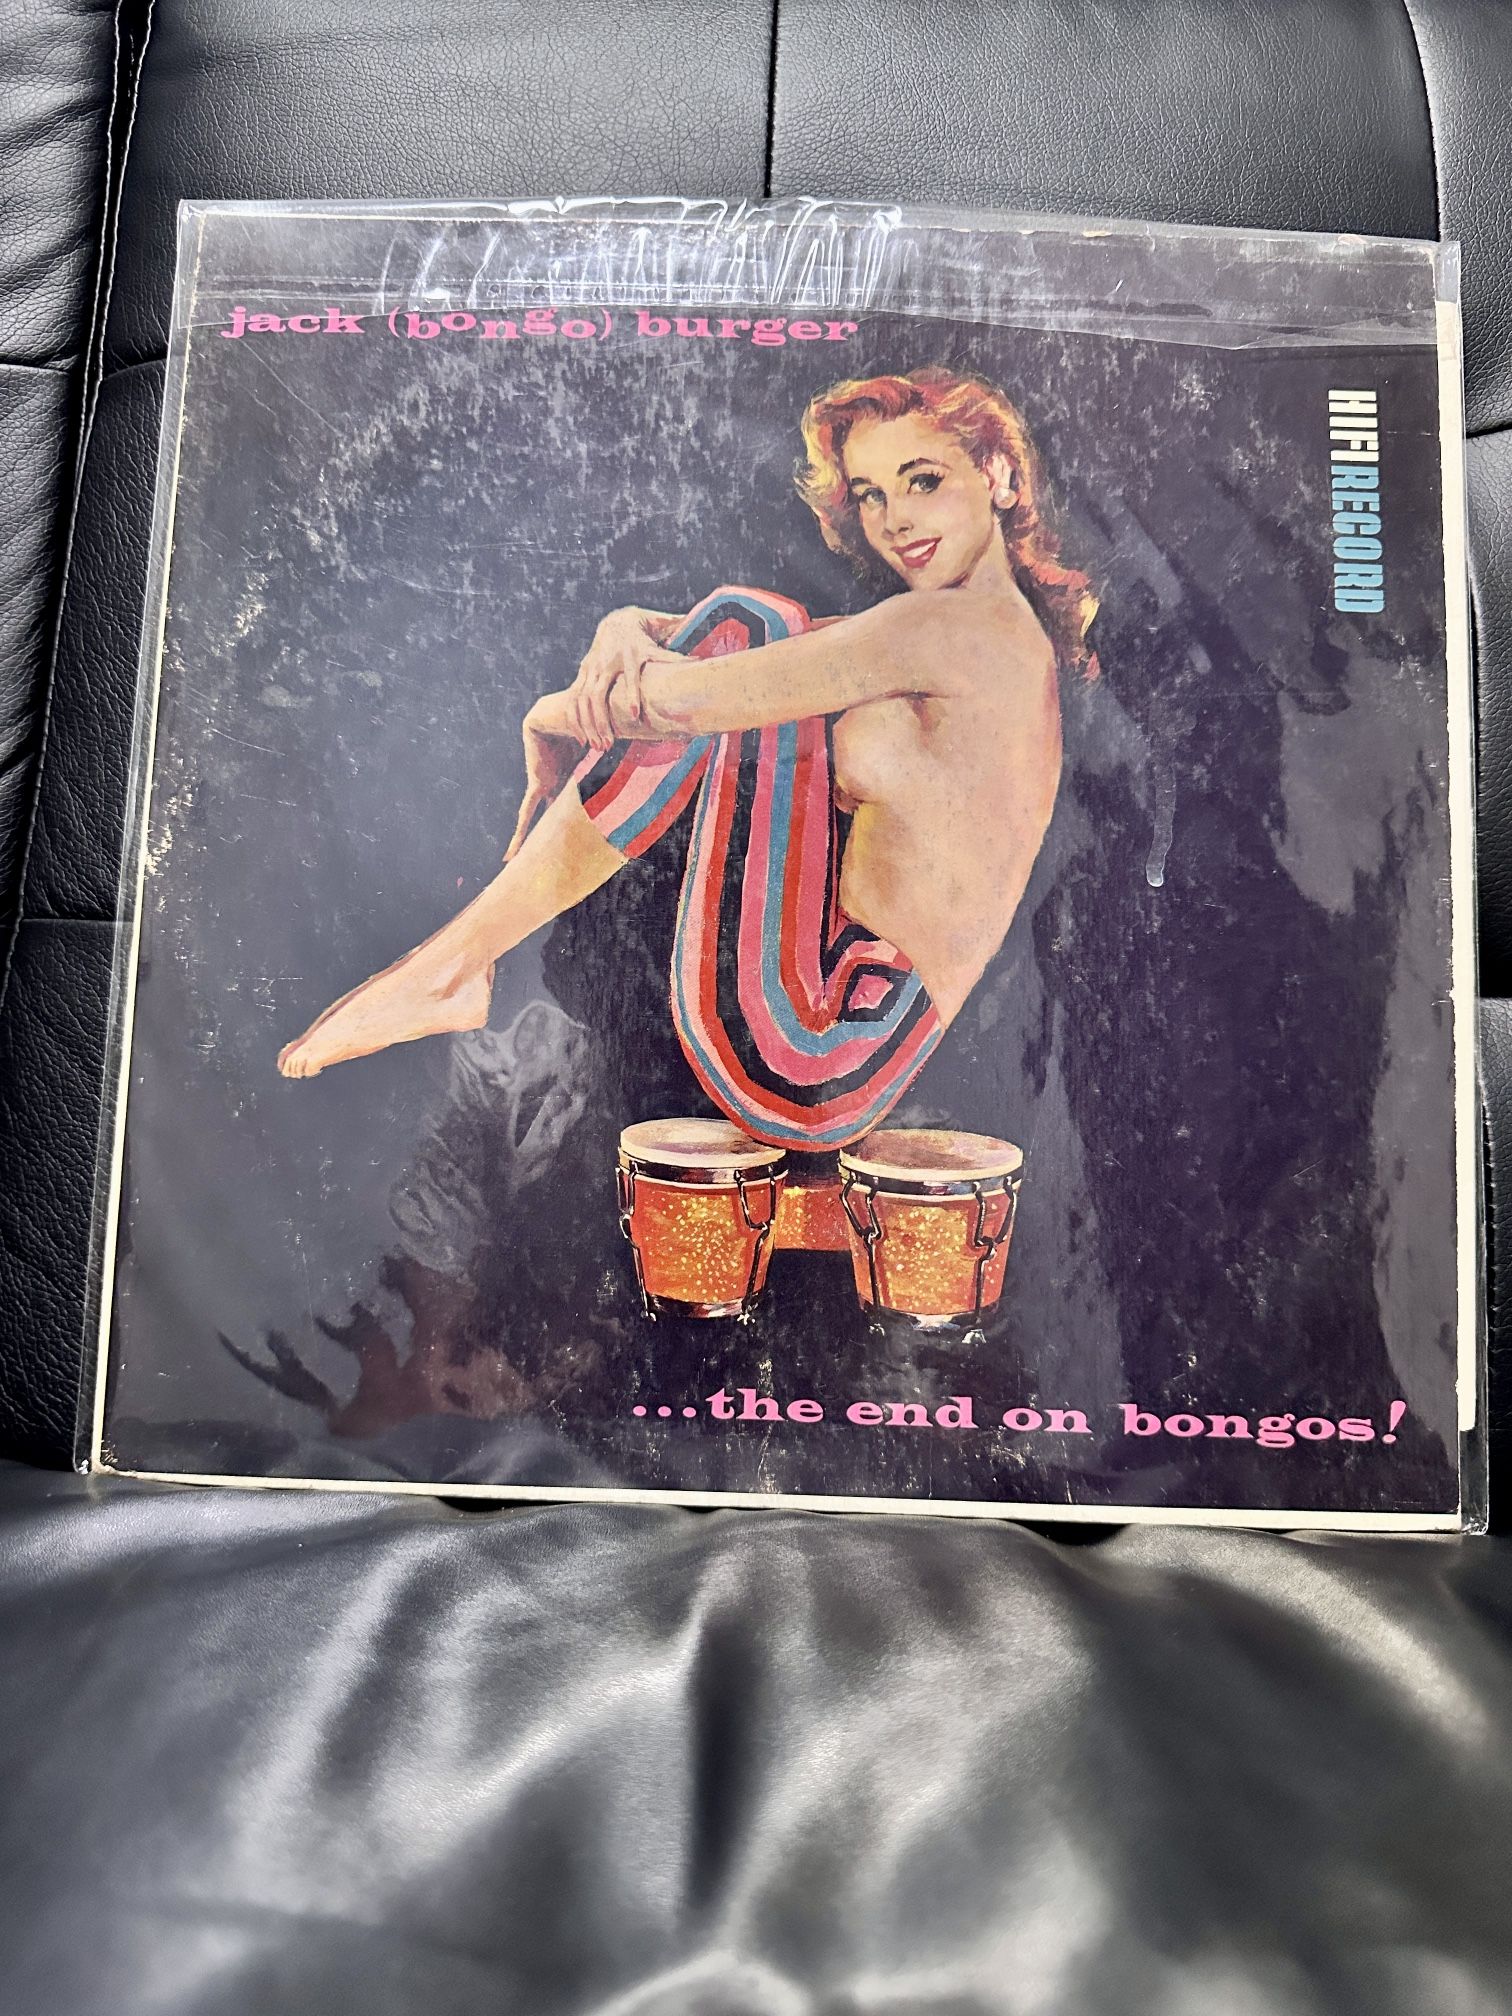 jack (bongo) burger
HIFIRECORD
...the end on bongos!